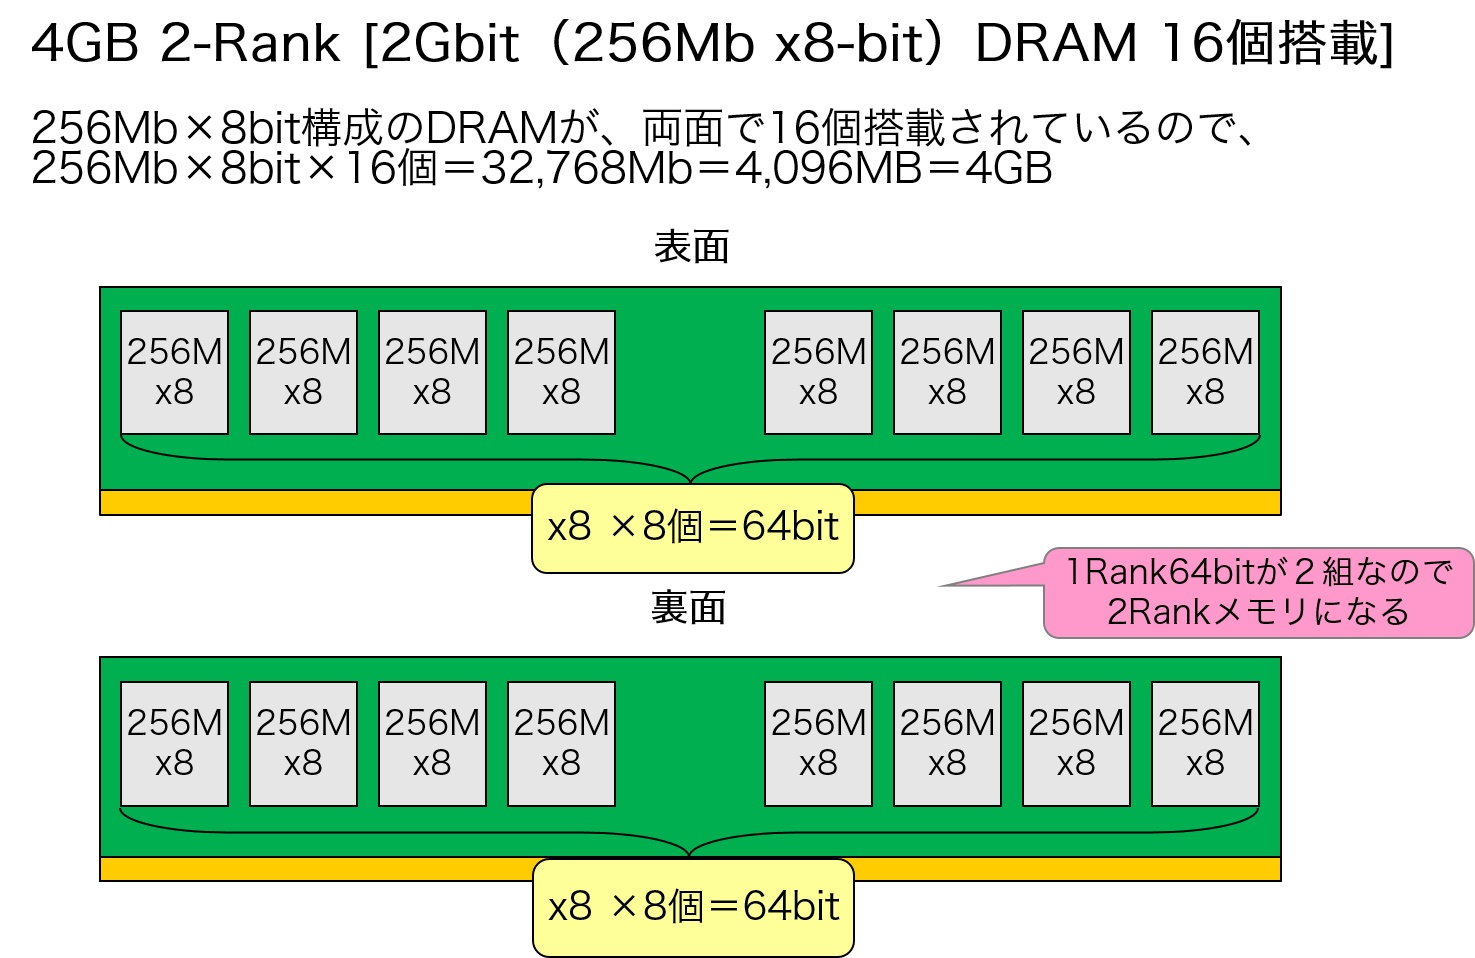 4GB 2-Rank [2Gbit（256Mb x8-bit）DRAM 16個搭載]
256Mb×8bit構成のDRAMが、両面で16個搭載されているので、
256Mb×8bit×16個＝32,768Mb＝4,096MB＝4GB
表面
256M 256M 256M 256M 256M 256M 256M 256M
x8 x8 x8 x8 x8 x8 x8 x8
x8 ×8個＝64bit
1Rank64bitが２組なので
2Rankメモリになる
裏面
256M 256M 256M 256M 256M 256M 256M 256M
x8 x8 x8 x8 x8 x8 x8 x8
x8 ×8個＝64bit